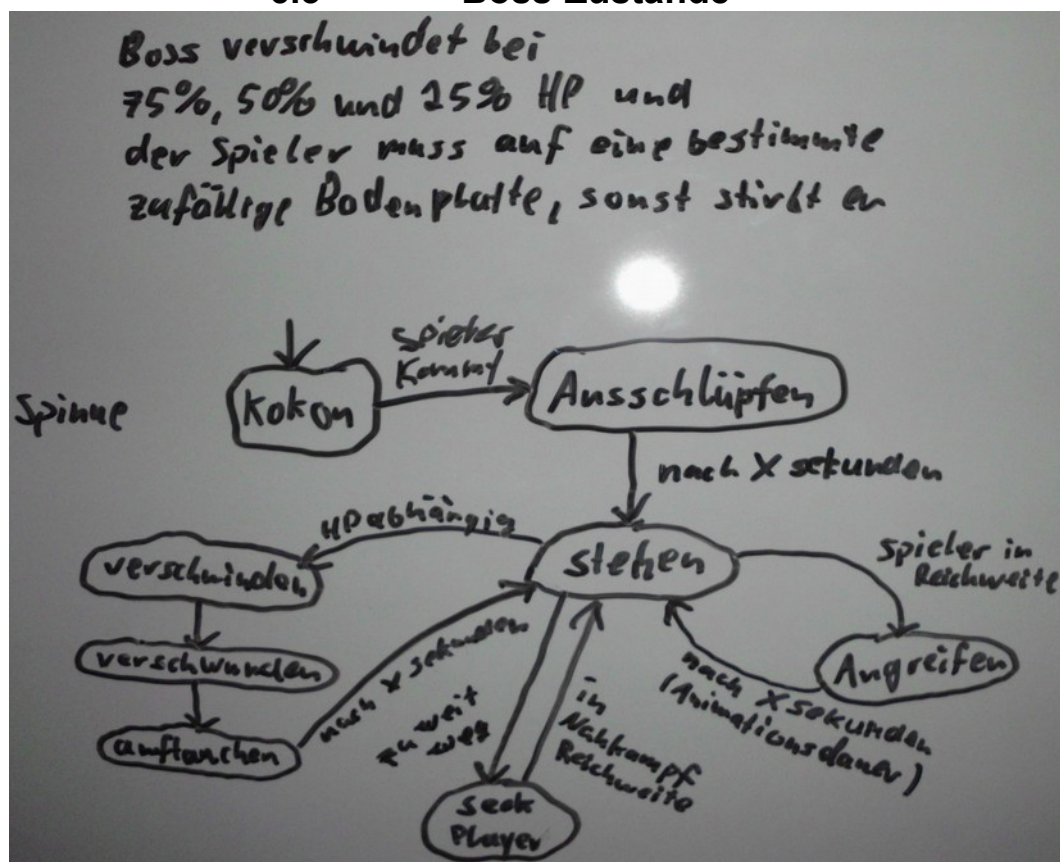 Boss Zustände
Boss verschwindet bei
75%, 50% und 25% HP und
der Spieler muss auf eine bestimmte
zufällige Bodenplatte, sonst stirbt er
Spinne
Kokon
Spieler
Kommt
Ausschlüpfen
nach X sekunden
HP abhängig
stehen
Spieler in
Reichweite
verschwinden
verschwunden
auftauchen
nach X sekunden
zu weit
weg
in
Nahkampf
Reichweite
nach X sekunden
(Animationsdauer)
Angreifen
seek
Player